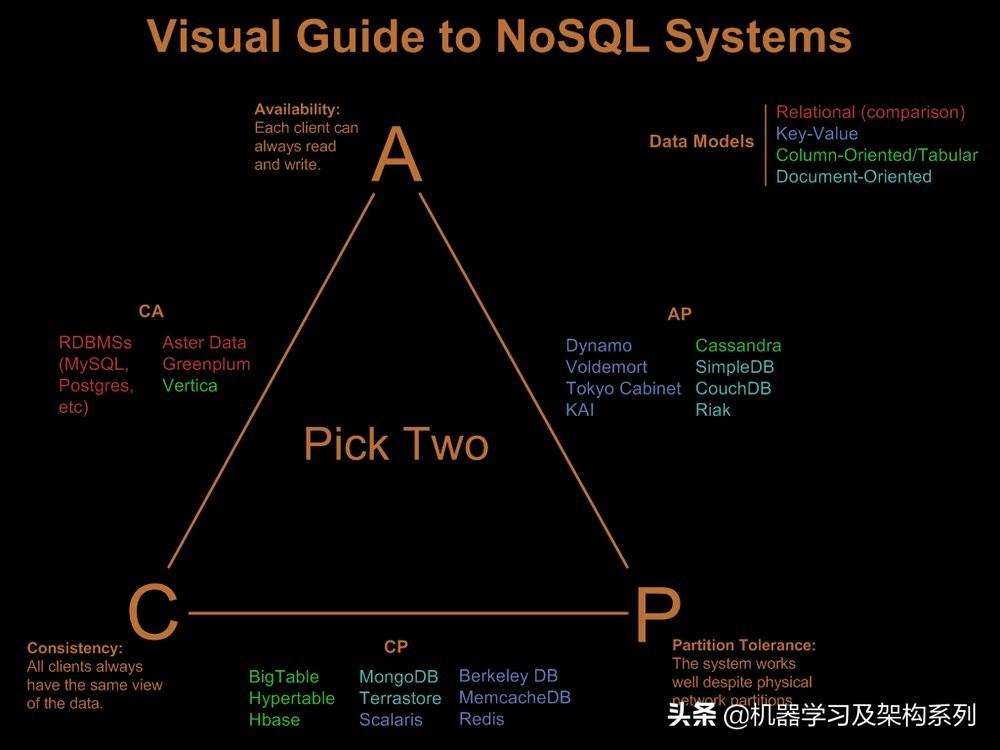 Visual Guide to NoSQL Systems
Availability:
Each client can
always read
and write.
A
Data Models
Relational (comparison)
Key-Value
Column-Oriented/Tabular
Document-Oriented
CA
RDBMSs
(MySQL,
Postgres,
etc)
Aster Data
Greenplum
Vertica
AP
Dynamo
Voldemort
Tokyo Cabinet
KAI
Cassandra
SimpleDB
CouchDB
Riak
Pick Two
C
Consistency:
All clients always
have the same view
of the data.
P
Partition Tolerance:
The system works
well despite physical
network partitions.
CP
BigTable
Hypertable
Hbase
MongoDB
Terrastore
Scalaris
Berkeley DB
MemcacheDB
Redis
头条 @机器学习及架构系列